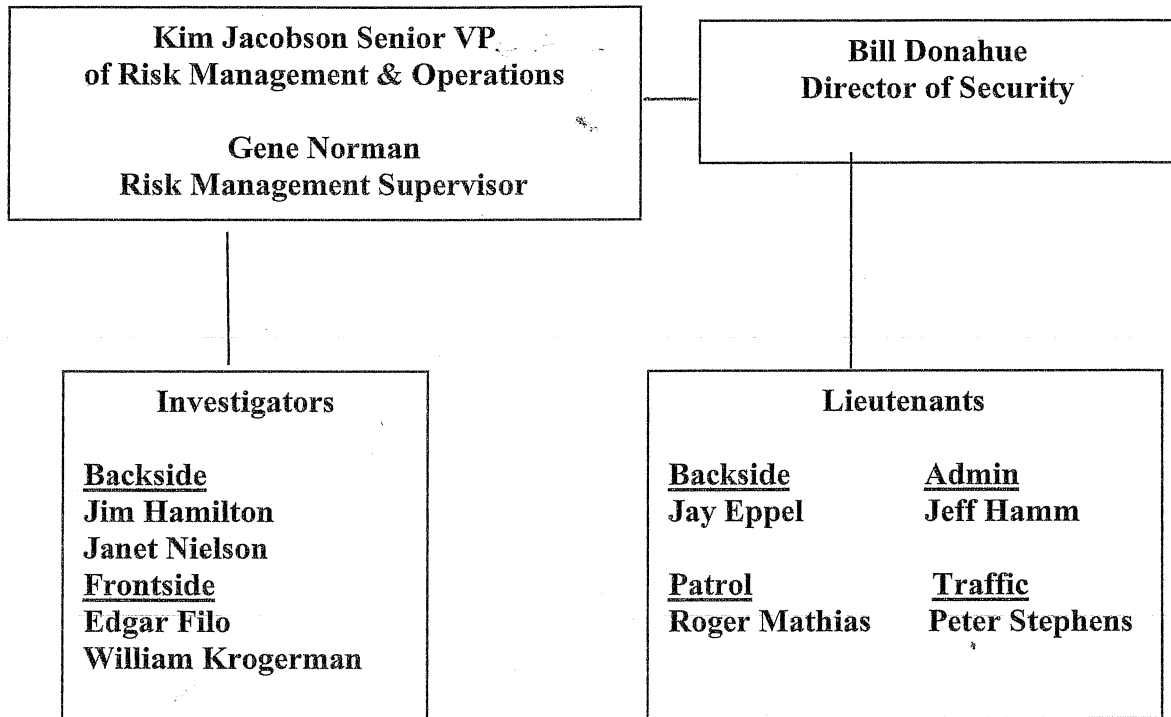 Kim Jacobson Senior VP
of Risk Management & Operations
Gene Norman
Risk Management Supervisor
Bill Donahue
Director of Security
Investigators
Backside
Jim Hamilton
Janet Nielson
Frontside
Edgar Filo
William Krogerman
Lieutenants
Backside Admin
Jay Eppel Jeff Hamm
Patrol Traffic
Roger Mathias Peter Stephens